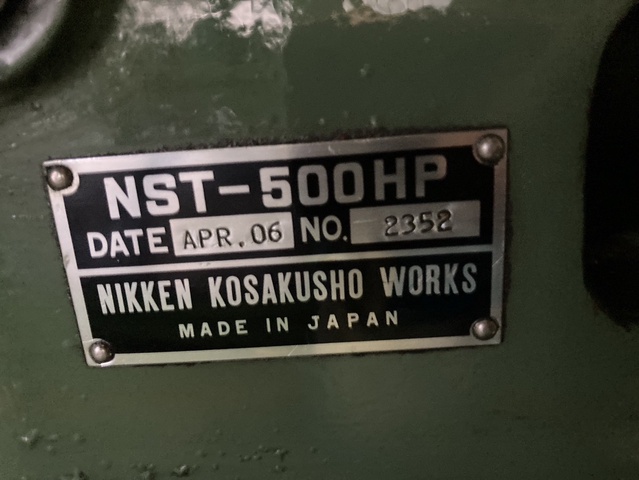 NST-500HP
DATE APR. 06 NO. 2352
NIKKEN KOSAKUSHO WORKS
MADE IN JAPAN